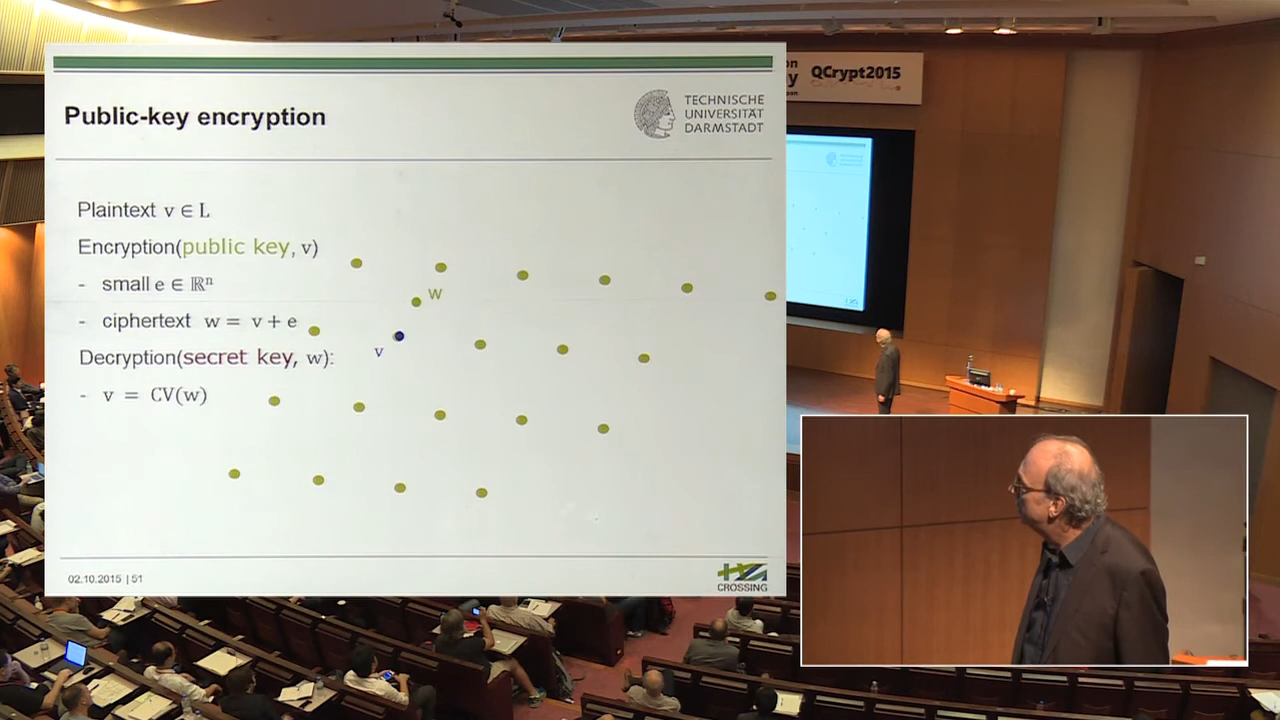 Public-key encryption
TECHNISCHE
UNIVERSITÄT
DARMSTADT
Plaintext v ∈ L
Encryption(public key, v)
- small e ∈ ℝⁿ
- ciphertext w = v + e
Decryption(secret key, w):
- v = CV(w)
w
v
02.10.2015 | 51
CROSSING
QCrypt2015